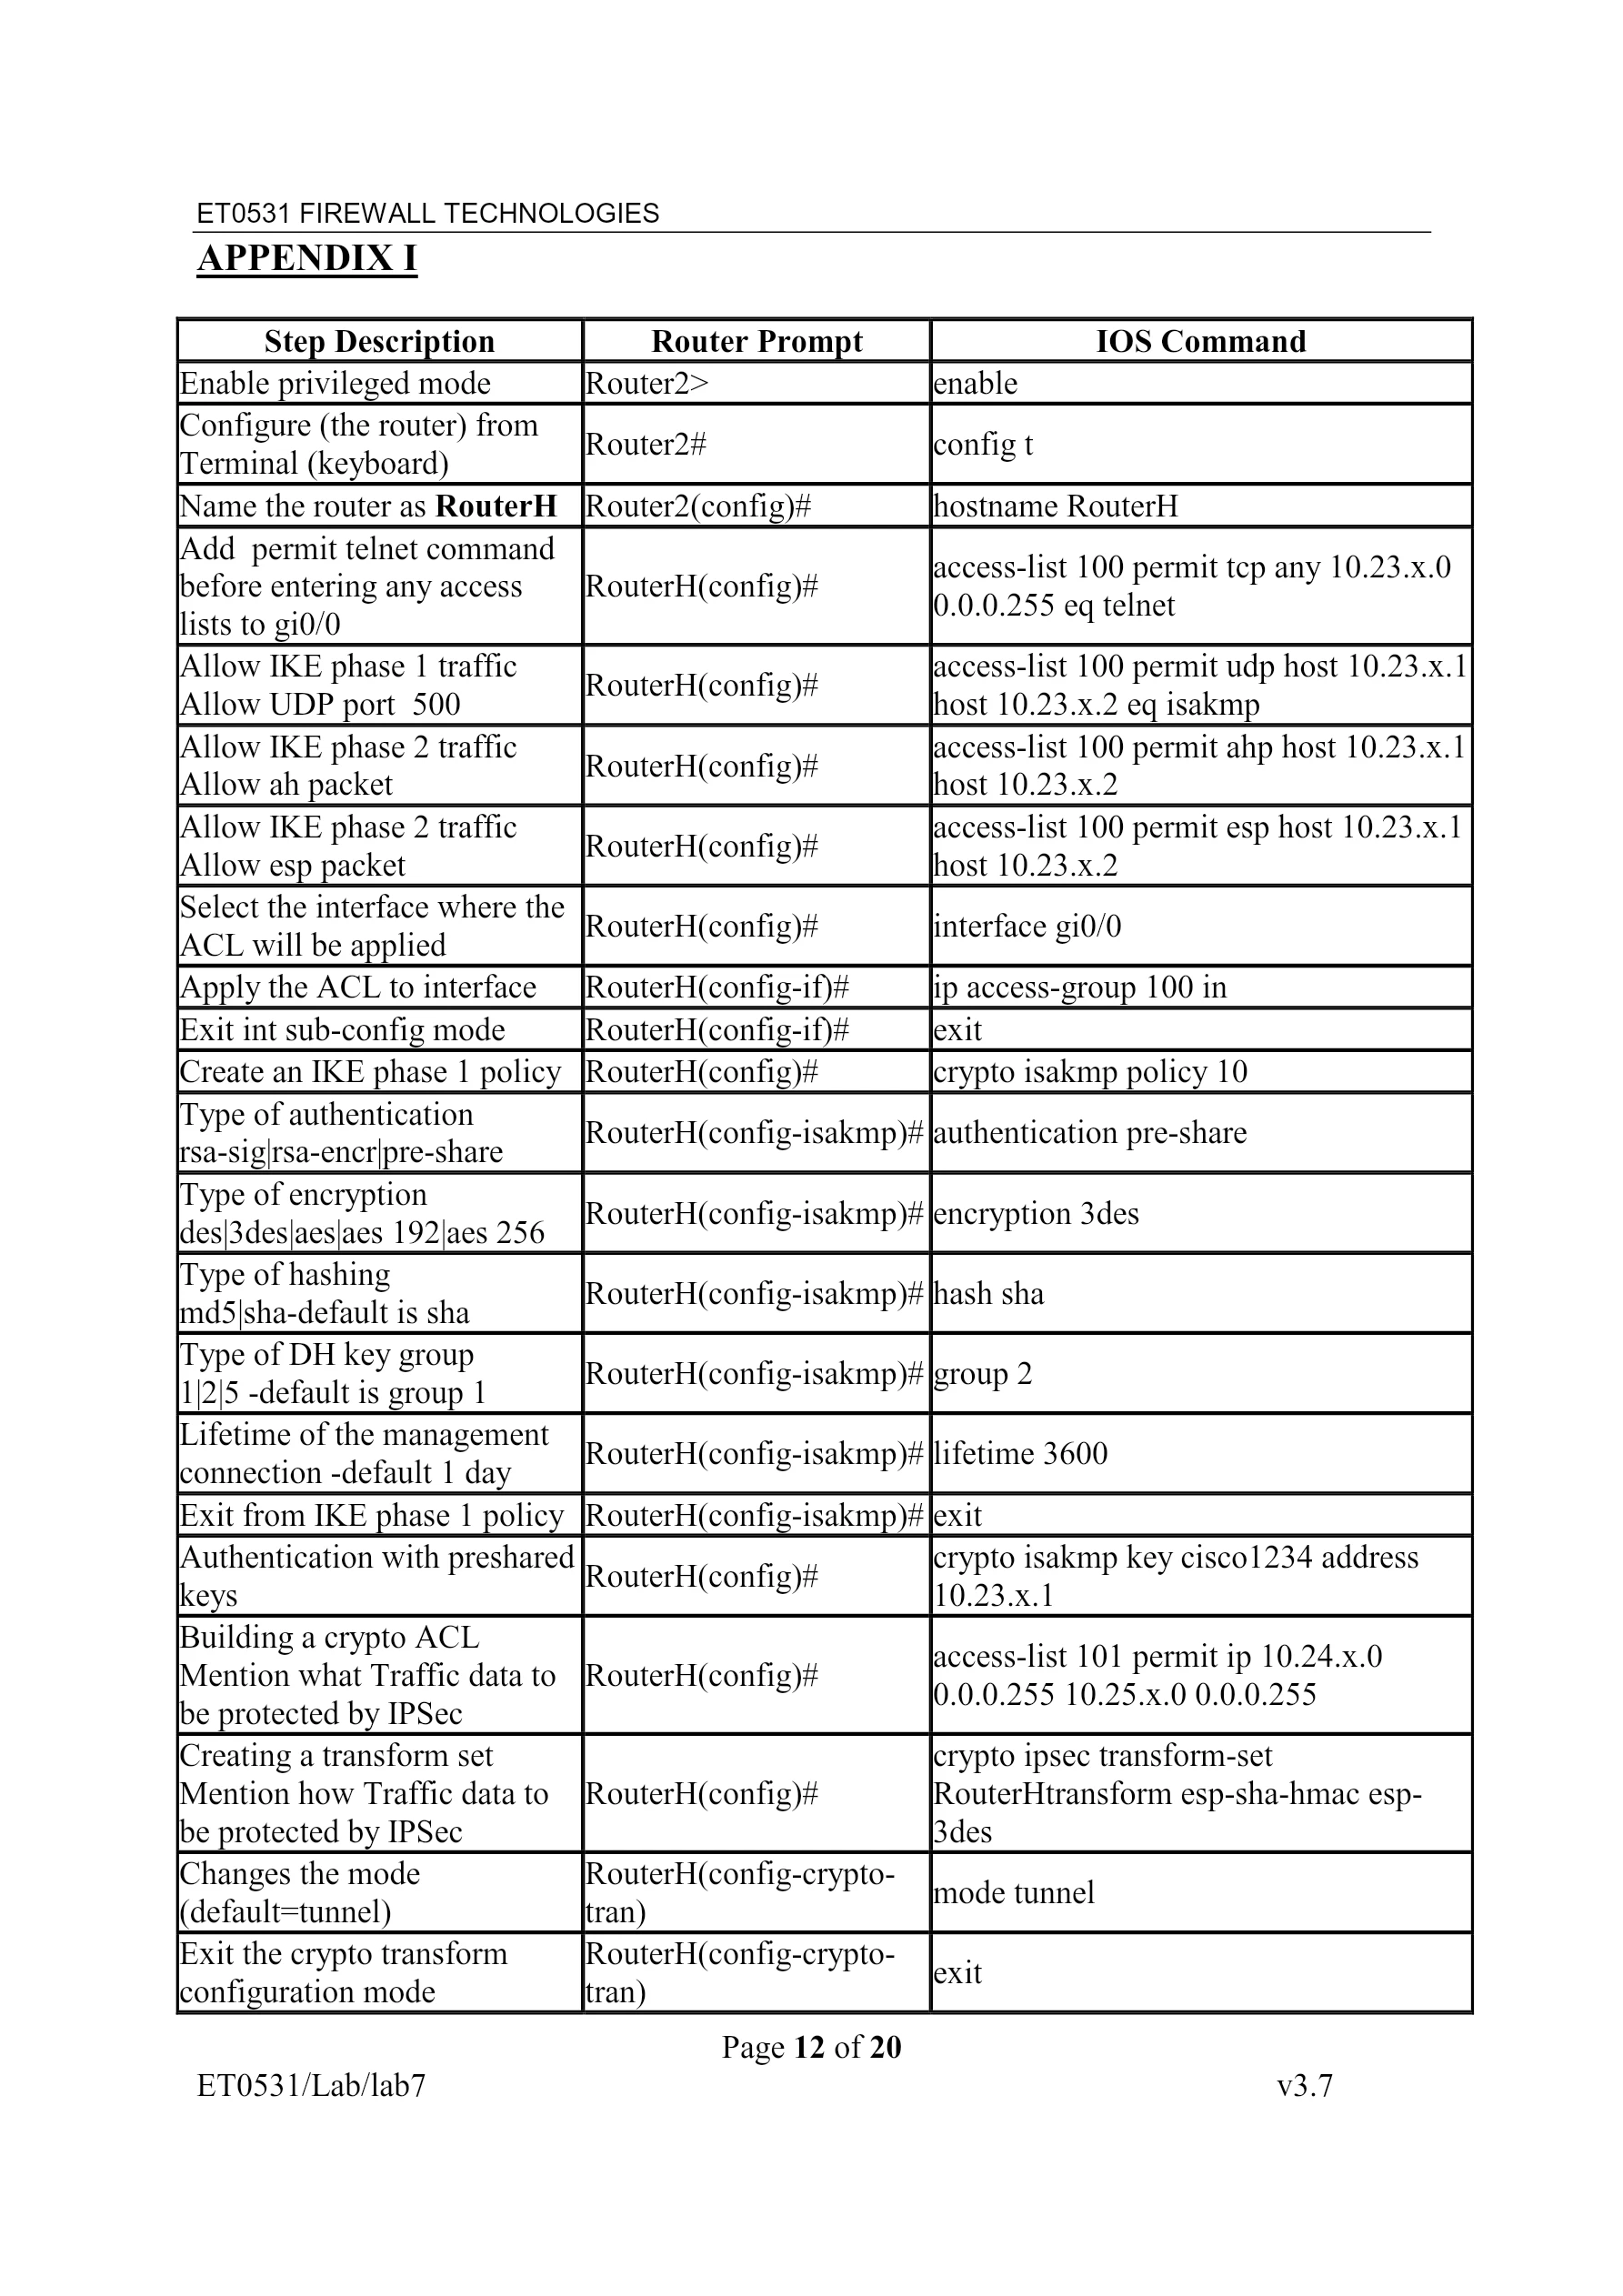 ET0531 FIREWALL TECHNOLOGIES
APPENDIX I
Step Description Router Prompt IOS Command
Enable privileged mode Router2> enable
Configure (the router) from
Terminal (keyboard)
Router2#
config t
Name the router as RouterH Router2(config)# hostname RouterH
Add permit telnet command
before entering any access
lists to gi0/0
RouterH(config)#
access-list 100 permit tcp any 10.23.x.0
0.0.0.255 eq telnet
Allow IKE phase 1 traffic
Allow UDP port 500
RouterH(config)#
access-list 100 permit udp host 10.23.x.1
host 10.23.x.2 eq isakmp
Allow IKE phase 2 traffic
Allow ah packet
RouterH(config)#
access-list 100 permit ahp host 10.23.x.1
host 10.23.x.2
Allow IKE phase 2 traffic
Allow esp packet
RouterH(config)#
access-list 100 permit esp host 10.23.x.1
host 10.23.x.2
Select the interface where the
ACL will be applied
RouterH(config)#
interface gi0/0
Apply the ACL to interface RouterH(config-if)# ip access-group 100 in
Exit int sub-config mode RouterH(config-if)# exit
Create an IKE phase 1 policy RouterH(config)# crypto isakmp policy 10
Type of authentication
rsa-sig|rsa-encr|pre-share
RouterH(config-isakmp)#
authentication pre-share
Type of encryption
des|3des|aes|aes 192|aes 256
RouterH(config-isakmp)#
encryption 3des
Type of hashing
md5|sha-default is sha
RouterH(config-isakmp)#
hash sha
Type of DH key group
1|2|5 -default is group 1
RouterH(config-isakmp)#
group 2
Lifetime of the management
connection -default 1 day
RouterH(config-isakmp)#
lifetime 3600
Exit from IKE phase 1 policy RouterH(config-isakmp)# exit
Authentication with preshared
keys
RouterH(config)#
crypto isakmp key cisco1234 address
10.23.x.1
Building a crypto ACL
Mention what Traffic data to
be protected by IPSec
RouterH(config)#
access-list 101 permit ip 10.24.x.0
0.0.0.255 10.25.x.0 0.0.0.255
Creating a transform set
Mention how Traffic data to
be protected by IPSec
RouterH(config)#
crypto ipsec transform-set
RouterHtransform esp-sha-hmac esp-
3des
Changes the mode
(default=tunnel)
RouterH(config-crypto-
tran)
mode tunnel
Exit the crypto transform
configuration mode
RouterH(config-crypto-
tran)
exit
Page 12 of 20
ET0531/Lab/lab7 v3.7